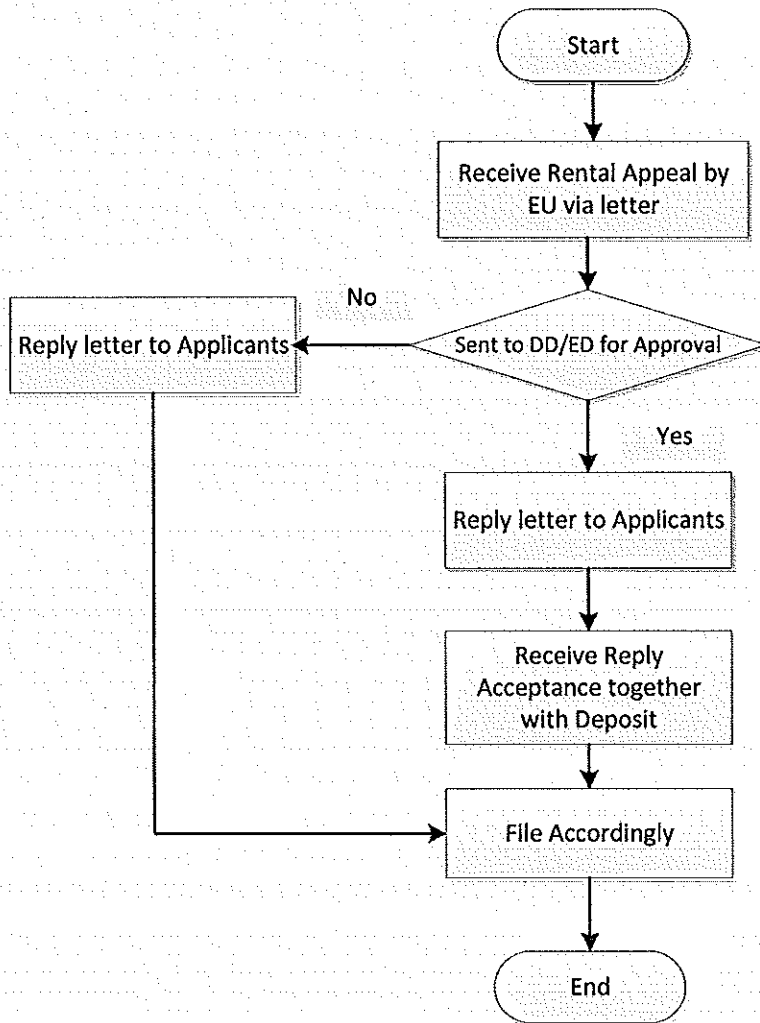 Start
Receive Rental Appeal by
EU via letter
No
Reply letter to Applicants
Sent to DD/ED for Approval
Yes
Reply letter to Applicants
Receive Reply
Acceptance together
with Deposit
File Accordingly
End